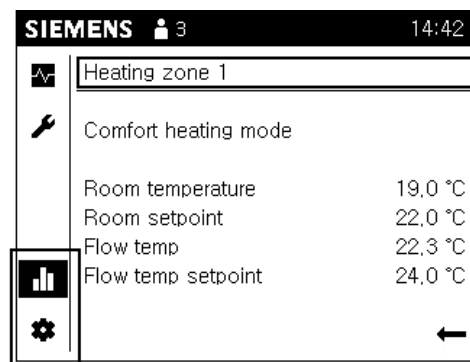 SIEMENS 3 14:42
Heating zone 1
Comfort heating mode
Room temperature 19,0 °C
Room setpoint 22,0 °C
Flow temp 22,3 °C
Flow temp setpoint 24,0 °C